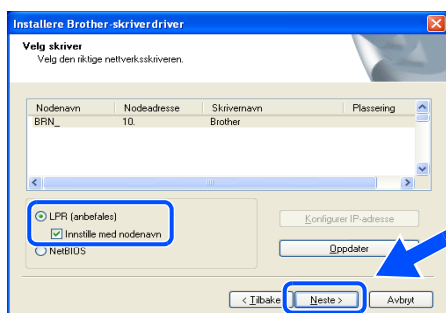 Installere Brother-skriverdriver
Velg skriver
Velg den riktige nettverksskriveren.
Nodenavn Nodeadresse Skrivernavn Plassering
BRN_ 10. Brother
LPR (anbefales)
Innstille med nodenavn
NetBIOS
Konfigurer IP-adresse
Oppdater
< Tilbake Neste > Avbryt